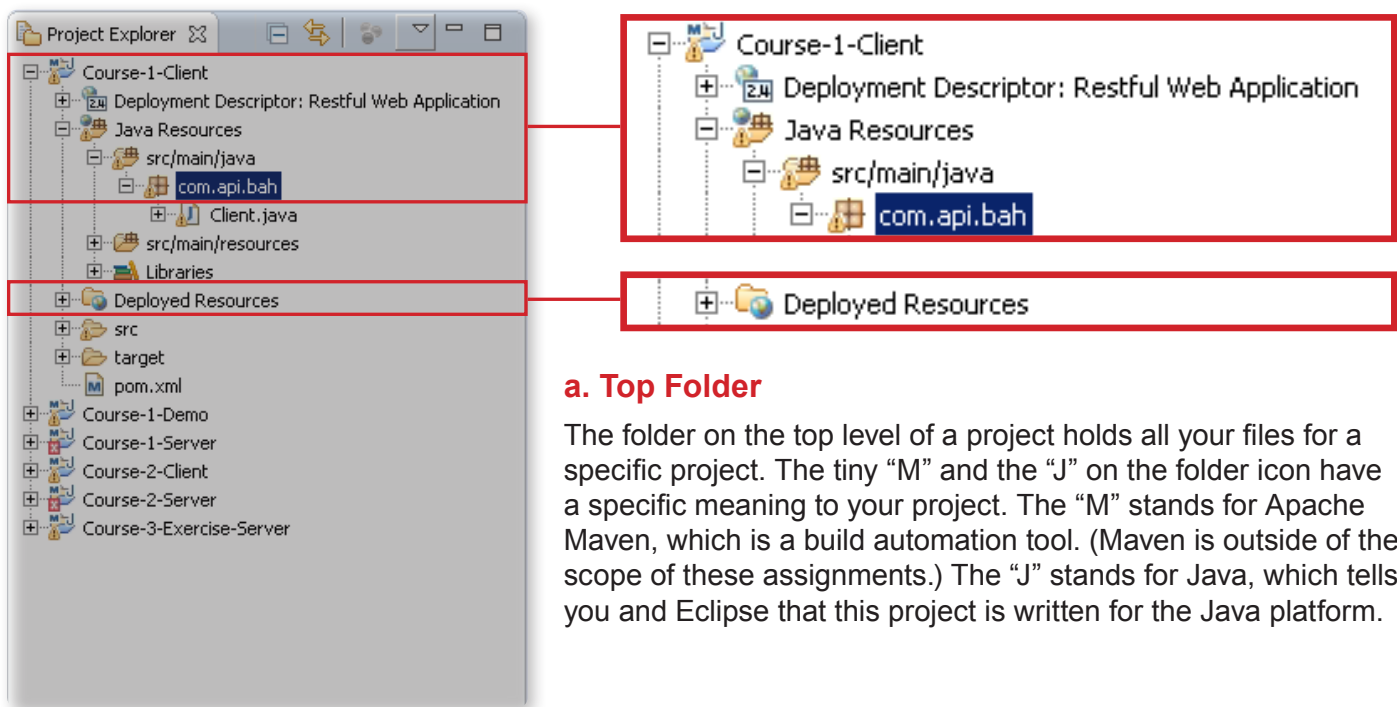 Project Explorer
Course-1-Client
Deployment Descriptor: Restful Web Application
Java Resources
src/main/java
com.api.bah
Client.java
src/main/resources
Libraries
Deployed Resources
src
target
pom.xml
Course-1-Demo
Course-1-Server
Course-2-Client
Course-2-Server
Course-3-Exercise-Server
Course-1-Client
Deployment Descriptor: Restful Web Application
Java Resources
src/main/java
com.api.bah
Deployed Resources
a. Top Folder
The folder on the top level of a project holds all your files for a
specific project. The tiny “M” and the “J” on the folder icon have
a specific meaning to your project. The “M” stands for Apache
Maven, which is a build automation tool. (Maven is outside of the
scope of these assignments.) The “J” stands for Java, which tells
you and Eclipse that this project is written for the Java platform.